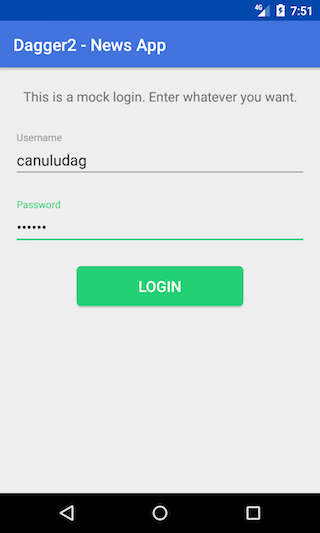 4G 7:51
Dagger2 - News App
This is a mock login. Enter whatever you want.
Username
canuludag
Password
••••••
LOGIN